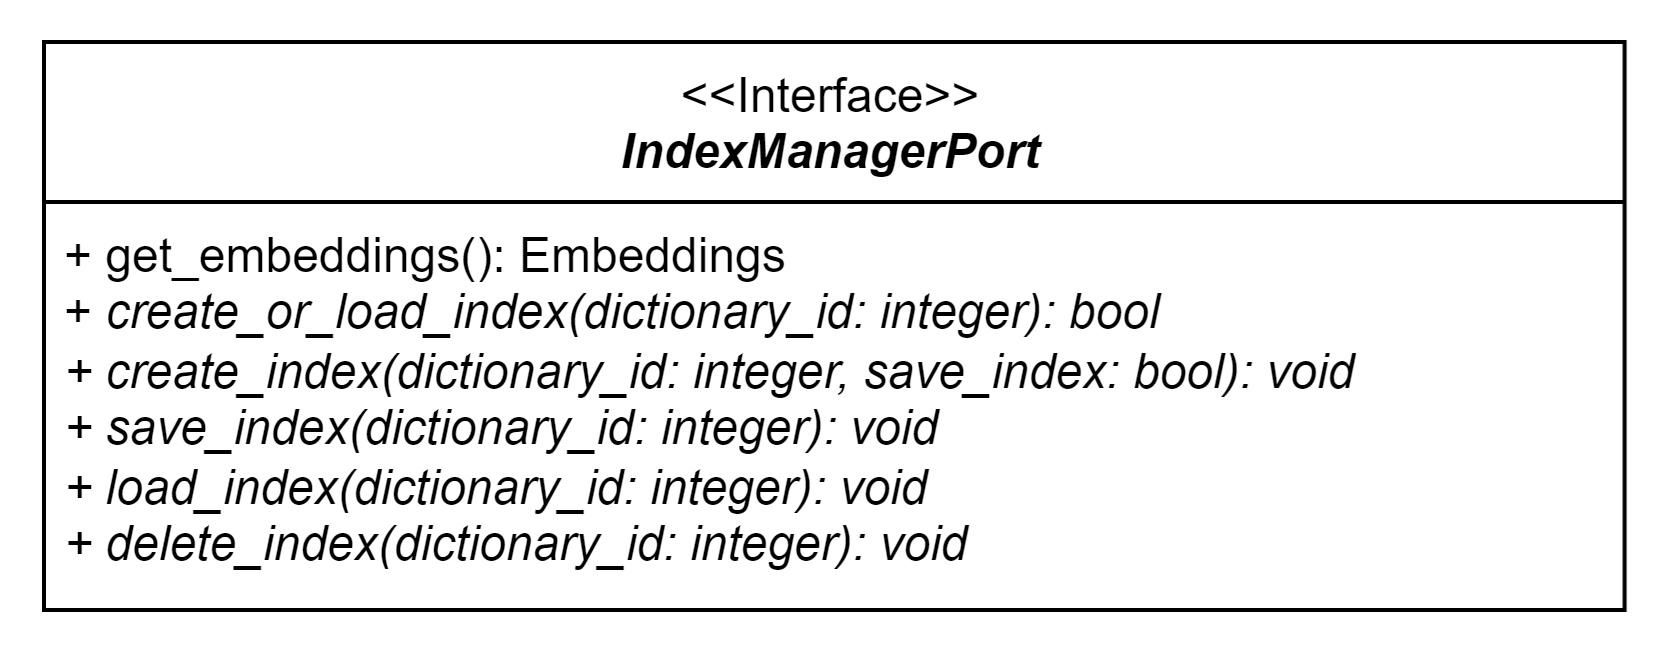 <<Interface>>
IndexManagerPort
+ get_embeddings(): Embeddings
+ create_or_load_index(dictionary_id: integer): bool
+ create_index(dictionary_id: integer, save_index: bool): void
+ save_index(dictionary_id: integer): void
+ load_index(dictionary_id: integer): void
+ delete_index(dictionary_id: integer): void